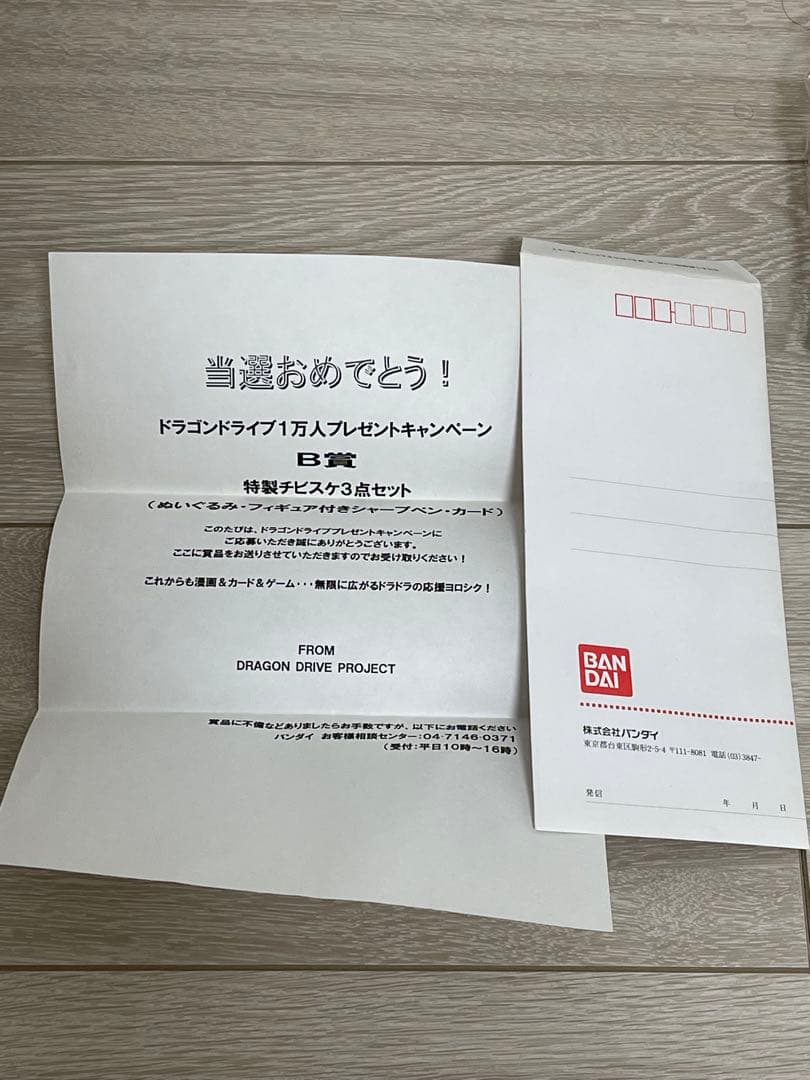 当選おめでとう！
ドラゴンドライブ１万人プレゼントキャンペーン
Ｂ賞
特製チビスケ３点セット
（ぬいぐるみ・フィギュア付きシャープペン・カード）
このたびは、ドラゴンドライブプレゼントキャンペーンに
ご応募いただき誠にありがとうございます。
ここに賞品をお送りさせていただきますのでお受け取りください！
これからも漫画＆カード＆ゲーム・・・無限に広がるドラドラの応援ヨロシク！
FROM
DRAGON DRIVE PROJECT
賞品に不備などありましたらお手数ですが、以下にお電話ください
バンダイ お客様相談センター：04-7146-0371
（受付：平日10時～16時）
BAN
DAI
株式会社バンダイ
東京都台東区駒形2-5-4 〒111-8081 電話(03)3847-
発信 年 月 日